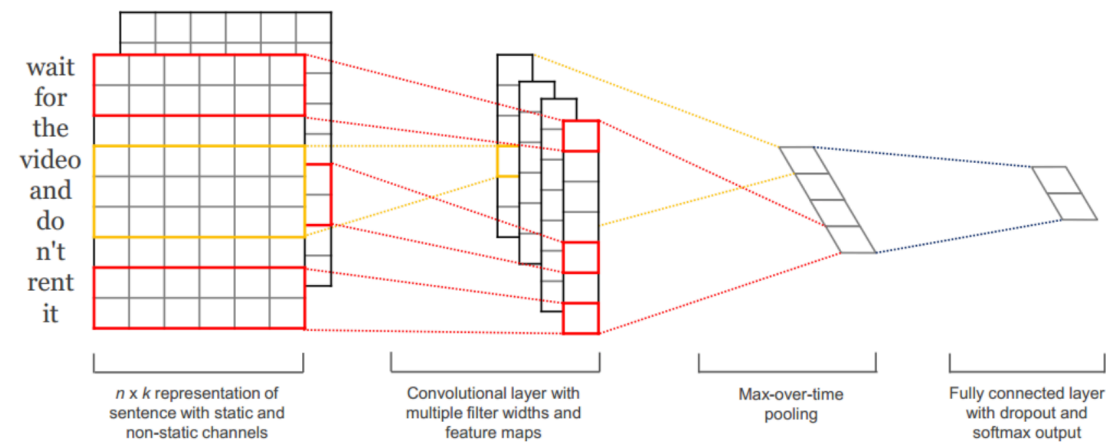 wait
for
the
video
and
do
n't
rent
it
n x k representation of
sentence with static and
non-static channels
Convolutional layer with
multiple filter widths and
feature maps
Max-over-time
pooling
Fully connected layer
with dropout and
softmax output